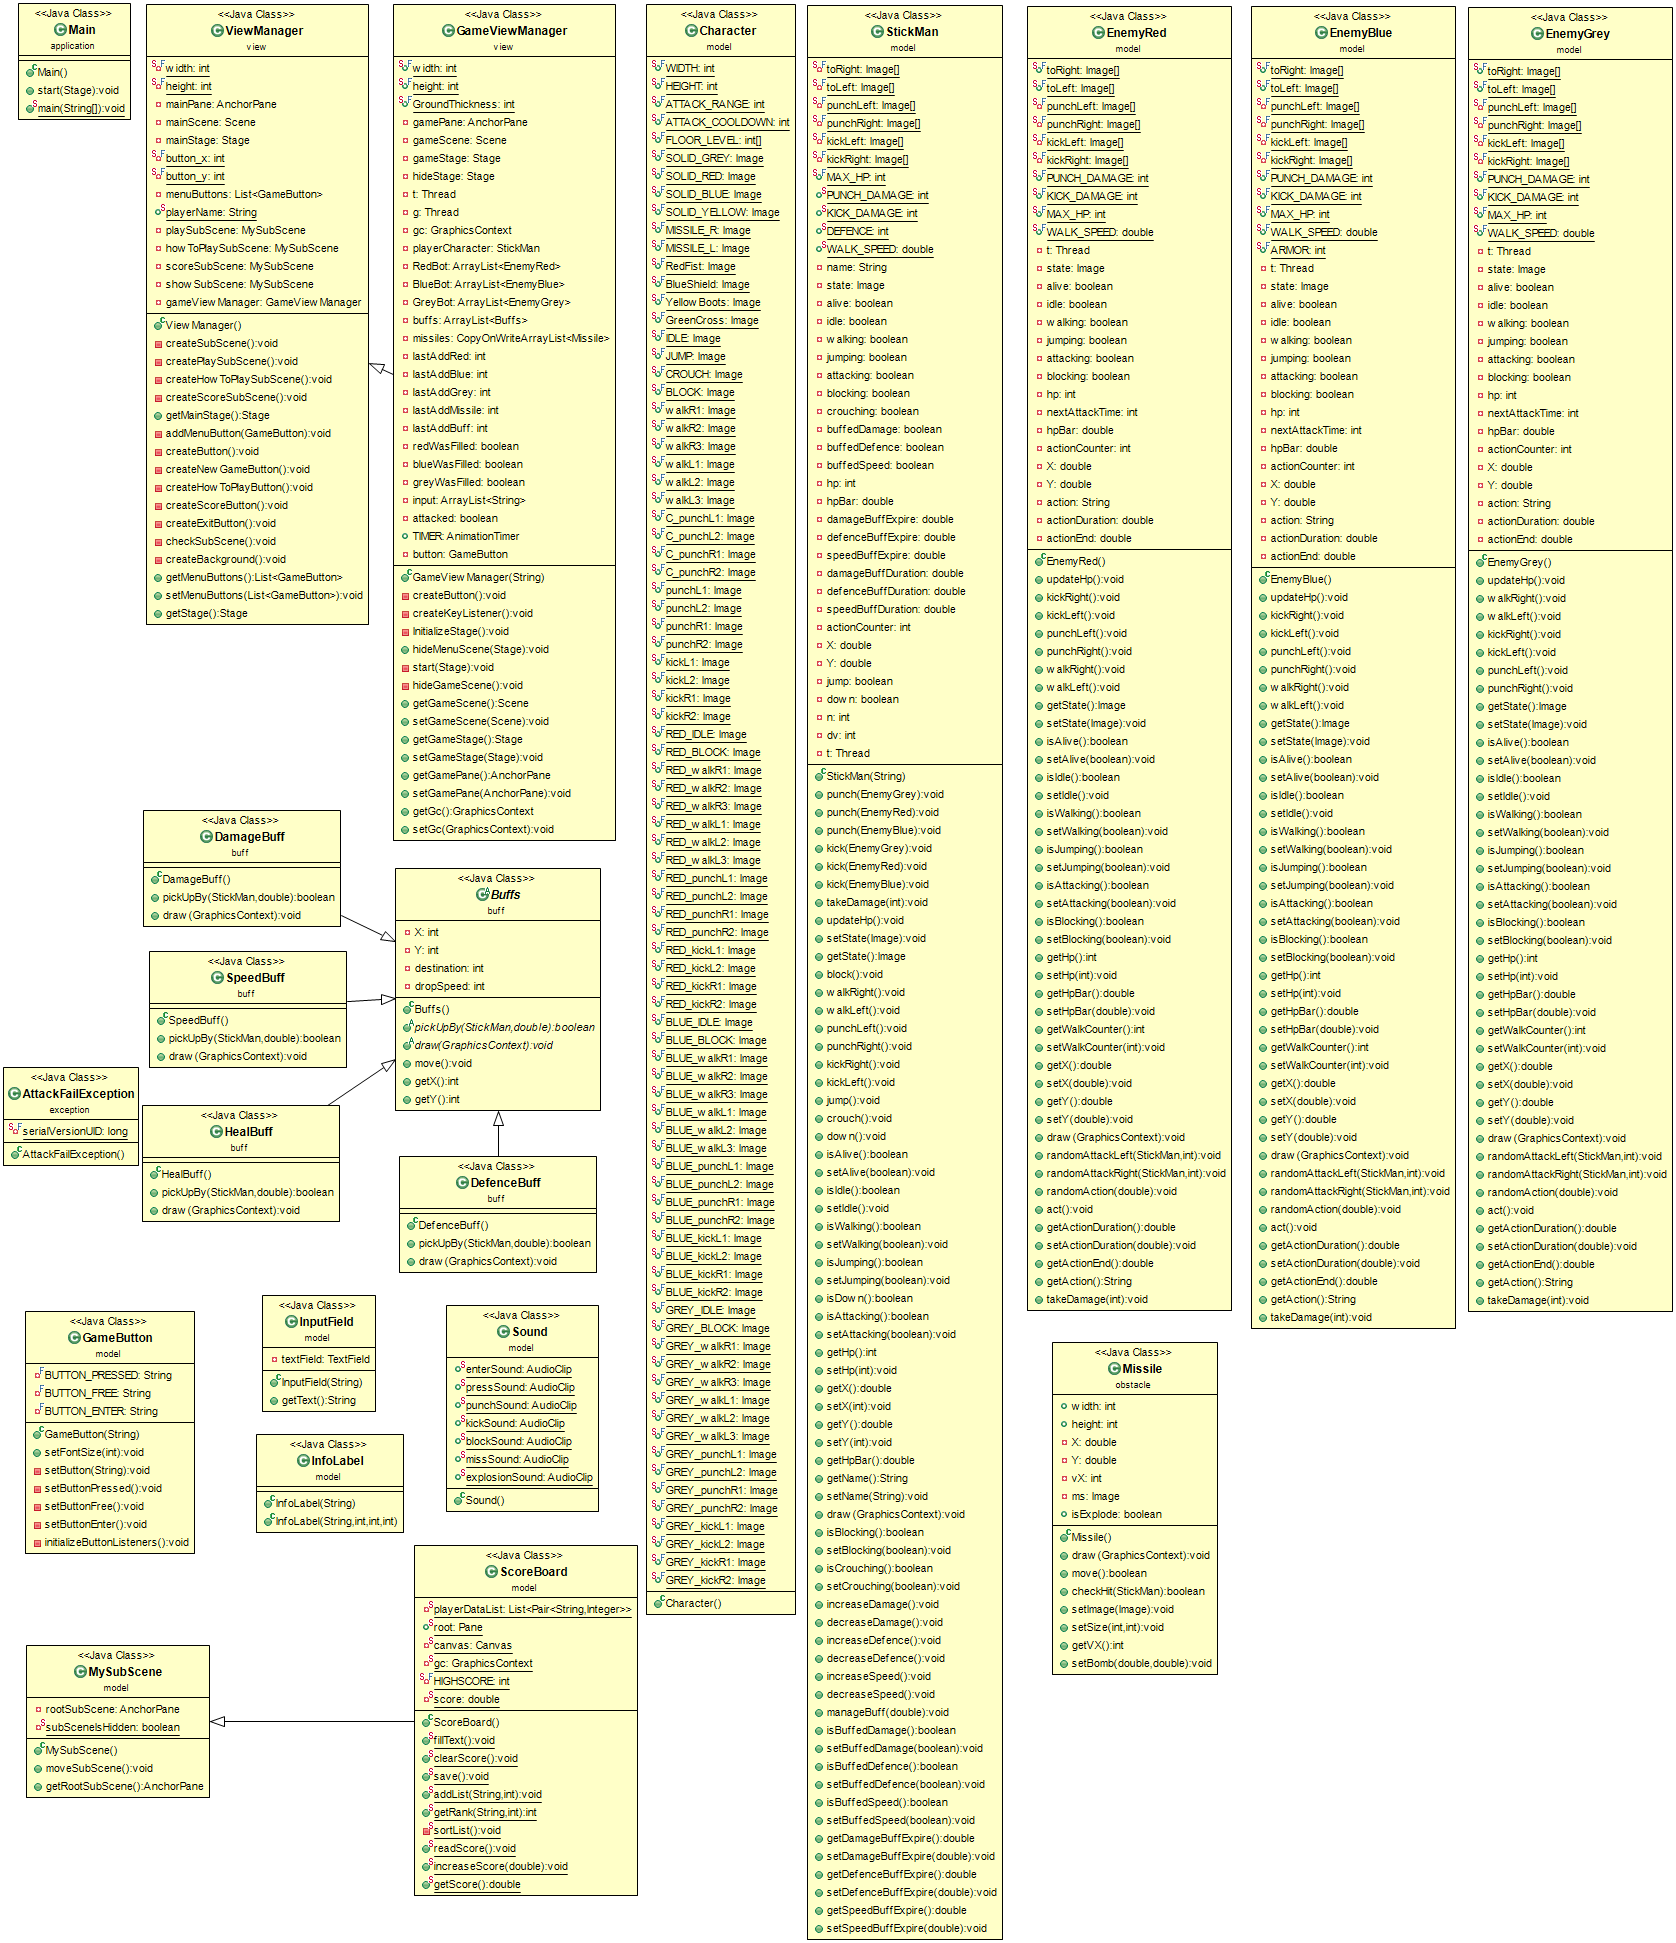 <<Java Class>>
Main
application
Main()
start(Stage):void
main(String[]):void
<<Java Class>>
ViewManager
view
width: int
height: int
mainPane: AnchorPane
mainScene: Scene
mainStage: Stage
button_x: int
button_y: int
menuButtons: List<GameButton>
playerName: String
playSubScene: MySubScene
howToPlaySubScene: MySubScene
scoreSubScene: MySubScene
showSubScene: MySubScene
gameViewManager: GameViewManager
ViewManager()
createSubScene():void
createPlaySubScene():void
createHowToPlaySubScene():void
createScoreSubScene():void
getMainStage():Stage
addMenuButton(GameButton):void
createButton():void
createNewGameButton():void
createHowToPlayButton():void
createScoreButton():void
createExitButton():void
checkSubScene():void
createBackground():void
getMenuButtons():List<GameButton>
setMenuButtons(List<GameButton>):void
getStage():Stage
<<Java Class>>
GameViewManager
view
width: int
height: int
GroundThickness: int
gamePane: AnchorPane
gameScene: Scene
gameStage: Stage
hideStage: Stage
t: Thread
g: Thread
gc: GraphicsContext
playerCharacter: StickMan
RedBot: ArrayList<EnemyRed>
BlueBot: ArrayList<EnemyBlue>
GreyBot: ArrayList<EnemyGrey>
buffs: ArrayList<Buffs>
missiles: CopyOnWriteArrayList<Missile>
lastAddRed: int
lastAddBlue: int
lastAddGrey: int
lastAddMissile: int
lastAddBuff: int
redWasFilled: boolean
blueWasFilled: boolean
greyWasFilled: boolean
input: ArrayList<String>
attacked: boolean
TIMER: AnimationTimer
button: GameButton
GameViewManager(String)
createButton():void
createKeyListener():void
InitializeStage():void
hideMenuScene(Stage):void
start(Stage):void
hideGameScene():void
getGameScene():Scene
setGameScene(Scene):void
getGameStage():Stage
setGameStage(Stage):void
getGamePane():AnchorPane
setGamePane(AnchorPane):void
getGc():GraphicsContext
setGc(GraphicsContext):void
<<Java Class>>
Character
model
WIDTH: int
HEIGHT: int
ATTACK_RANGE: int
ATTACK_COOLDOWN: int
FLOOR_LEVEL: int[]
SOLID_GREY: Image
SOLID_RED: Image
SOLID_BLUE: Image
SOLID_YELLOW: Image
MISSILE_R: Image
MISSILE_L: Image
RedFist: Image
BlueShield: Image
YellowBoots: Image
GreenCross: Image
IDLE: Image
JUMP: Image
CROUCH: Image
BLOCK: Image
walkR1: Image
walkR2: Image
walkR3: Image
walkL1: Image
walkL2: Image
walkL3: Image
C_punchL1: Image
C_punchL2: Image
C_punchR1: Image
C_punchR2: Image
punchL1: Image
punchL2: Image
punchR1: Image
punchR2: Image
kickL1: Image
kickL2: Image
kickR1: Image
kickR2: Image
RED_IDLE: Image
RED_BLOCK: Image
RED_walkR1: Image
RED_walkR2: Image
RED_walkR3: Image
RED_walkL1: Image
RED_walkL2: Image
RED_walkL3: Image
RED_punchL1: Image
RED_punchL2: Image
RED_punchR1: Image
RED_punchR2: Image
RED_kickL1: Image
RED_kickL2: Image
RED_kickR1: Image
RED_kickR2: Image
BLUE_IDLE: Image
BLUE_BLOCK: Image
BLUE_walkR1: Image
BLUE_walkR2: Image
BLUE_walkR3: Image
BLUE_walkL1: Image
BLUE_walkL2: Image
BLUE_walkL3: Image
BLUE_punchL1: Image
BLUE_punchL2: Image
BLUE_punchR1: Image
BLUE_punchR2: Image
BLUE_kickL1: Image
BLUE_kickL2: Image
BLUE_kickR1: Image
BLUE_kickR2: Image
GREY_IDLE: Image
GREY_BLOCK: Image
GREY_walkR1: Image
GREY_walkR2: Image
GREY_walkR3: Image
GREY_walkL1: Image
GREY_walkL2: Image
GREY_walkL3: Image
GREY_punchL1: Image
GREY_punchL2: Image
GREY_punchR1: Image
GREY_punchR2: Image
GREY_kickL1: Image
GREY_kickL2: Image
GREY_kickR1: Image
GREY_kickR2: Image
Character()
<<Java Class>>
StickMan
model
toRight: Image[]
toLeft: Image[]
punchLeft: Image[]
punchRight: Image[]
kickLeft: Image[]
kickRight: Image[]
MAX_HP: int
PUNCH_DAMAGE: int
KICK_DAMAGE: int
DEFENCE: int
WALK_SPEED: double
name: String
state: Image
alive: boolean
idle: boolean
walking: boolean
jumping: boolean
attacking: boolean
blocking: boolean
crouching: boolean
buffedDamage: boolean
buffedDefence: boolean
buffedSpeed: boolean
hp: int
hpBar: double
damageBuffExpire: double
defenceBuffExpire: double
speedBuffExpire: double
damageBuffDuration: double
defenceBuffDuration: double
speedBuffDuration: double
actionCounter: int
X: double
Y: double
jump: boolean
down: boolean
n: int
dv: int
t: Thread
StickMan(String)
punch(EnemyGrey):void
punch(EnemyRed):void
punch(EnemyBlue):void
kick(EnemyGrey):void
kick(EnemyRed):void
kick(EnemyBlue):void
takeDamage(int):void
updateHp():void
setState(Image):void
getState():Image
block():void
walkRight():void
walkLeft():void
punchLeft():void
punchRight():void
kickRight():void
kickLeft():void
jump():void
crouch():void
down():void
isAlive():boolean
setAlive(boolean):void
isIdle():boolean
setIdle():void
isWalking():boolean
setWalking(boolean):void
isJumping():boolean
setJumping(boolean):void
isDown():boolean
isAttacking():boolean
setAttacking(boolean):void
getHp():int
setHp(int):void
getX():double
setX(int):void
getY():double
setY(int):void
getHpBar():double
getName():String
setName(String):void
draw(GraphicsContext):void
isBlocking():boolean
setBlocking(boolean):void
isCrouching():boolean
setCrouching(boolean):void
increaseDamage():void
decreaseDamage():void
increaseDefence():void
decreaseDefence():void
increaseSpeed():void
decreaseSpeed():void
manageBuff(double):void
isBuffedDamage():boolean
setBuffedDamage(boolean):void
isBuffedDefence():boolean
setBuffedDefence(boolean):void
isBuffedSpeed():boolean
setBuffedSpeed(boolean):void
getDamageBuffExpire():double
setDamageBuffExpire(double):void
getDefenceBuffExpire():double
setDefenceBuffExpire(double):void
getSpeedBuffExpire():double
setSpeedBuffExpire(double):void
<<Java Class>>
EnemyRed
model
toRight: Image[]
toLeft: Image[]
punchLeft: Image[]
punchRight: Image[]
kickLeft: Image[]
kickRight: Image[]
PUNCH_DAMAGE: int
KICK_DAMAGE: int
MAX_HP: int
WALK_SPEED: double
t: Thread
state: Image
alive: boolean
idle: boolean
walking: boolean
jumping: boolean
attacking: boolean
blocking: boolean
hp: int
nextAttackTime: int
hpBar: double
actionCounter: int
X: double
Y: double
action: String
actionDuration: double
actionEnd: double
EnemyRed()
updateHp():void
kickRight():void
kickLeft():void
punchLeft():void
punchRight():void
walkRight():void
walkLeft():void
getState():Image
setState(Image):void
isAlive():boolean
setAlive(boolean):void
isIdle():boolean
setIdle():void
isWalking():boolean
setWalking(boolean):void
isJumping():boolean
setJumping(boolean):void
isAttacking():boolean
setAttacking(boolean):void
isBlocking():boolean
setBlocking(boolean):void
getHp():int
setHp(int):void
getHpBar():double
setHpBar(double):void
getWalkCounter():int
setWalkCounter(int):void
getX():double
setX(double):void
getY():double
setY(double):void
draw(GraphicsContext):void
randomAttackLeft(StickMan,int):void
randomAttackRight(StickMan,int):void
randomAction(double):void
act():void
getActionDuration():double
setActionDuration(double):void
getActionEnd():double
getAction():String
takeDamage(int):void
<<Java Class>>
EnemyBlue
model
toRight: Image[]
toLeft: Image[]
punchLeft: Image[]
punchRight: Image[]
kickLeft: Image[]
kickRight: Image[]
PUNCH_DAMAGE: int
KICK_DAMAGE: int
MAX_HP: int
WALK_SPEED: double
ARMOR: int
t: Thread
state: Image
alive: boolean
idle: boolean
walking: boolean
jumping: boolean
attacking: boolean
blocking: boolean
hp: int
nextAttackTime: int
hpBar: double
actionCounter: int
X: double
Y: double
action: String
actionDuration: double
actionEnd: double
EnemyBlue()
updateHp():void
kickRight():void
kickLeft():void
punchLeft():void
punchRight():void
walkRight():void
walkLeft():void
getState():Image
setState(Image):void
isAlive():boolean
setAlive(boolean):void
isIdle():boolean
setIdle():void
isWalking():boolean
setWalking(boolean):void
isJumping():boolean
setJumping(boolean):void
isAttacking():boolean
setAttacking(boolean):void
isBlocking():boolean
setBlocking(boolean):void
getHp():int
setHp(int):void
getHpBar():double
setHpBar(double):void
getWalkCounter():int
setWalkCounter(int):void
getX():double
setX(double):void
getY():double
setY(double):void
draw(GraphicsContext):void
randomAttackLeft(StickMan,int):void
randomAttackRight(StickMan,int):void
randomAction(double):void
act():void
getActionDuration():double
setActionDuration(double):void
getActionEnd():double
getAction():String
takeDamage(int):void
<<Java Class>>
EnemyGrey
model
toRight: Image[]
toLeft: Image[]
punchLeft: Image[]
punchRight: Image[]
kickLeft: Image[]
kickRight: Image[]
PUNCH_DAMAGE: int
KICK_DAMAGE: int
MAX_HP: int
WALK_SPEED: double
t: Thread
state: Image
alive: boolean
idle: boolean
walking: boolean
jumping: boolean
attacking: boolean
blocking: boolean
hp: int
nextAttackTime: int
hpBar: double
actionCounter: int
X: double
Y: double
action: String
actionDuration: double
actionEnd: double
EnemyGrey()
updateHp():void
walkRight():void
walkLeft():void
kickRight():void
kickLeft():void
punchLeft():void
punchRight():void
getState():Image
setState(Image):void
isAlive():boolean
setAlive(boolean):void
isIdle():boolean
setIdle():void
isWalking():boolean
setWalking(boolean):void
isJumping():boolean
setJumping(boolean):void
isAttacking():boolean
setAttacking(boolean):void
isBlocking():boolean
setBlocking(boolean):void
getHp():int
setHp(int):void
getHpBar():double
setHpBar(double):void
getWalkCounter():int
setWalkCounter(int):void
getX():double
setX(double):void
getY():double
setY(double):void
draw(GraphicsContext):void
randomAttackLeft(StickMan,int):void
randomAttackRight(StickMan,int):void
randomAction(double):void
act():void
getActionDuration():double
setActionDuration(double):void
getActionEnd():double
getAction():String
takeDamage(int):void
<<Java Class>>
DamageBuff
buff
DamageBuff()
pickUpBy(StickMan,double):boolean
draw(GraphicsContext):void
<<Java Class>>
Buffs
buff
X: int
Y: int
destination: int
dropSpeed: int
Buffs()
pickUpBy(StickMan,double):boolean
draw(GraphicsContext):void
move():void
getX():int
getY():int
<<Java Class>>
SpeedBuff
buff
SpeedBuff()
pickUpBy(StickMan,double):boolean
draw(GraphicsContext):void
<<Java Class>>
AttackFailException
exception
serialVersionUID: long
AttackFailException()
<<Java Class>>
HealBuff
buff
HealBuff()
pickUpBy(StickMan,double):boolean
draw(GraphicsContext):void
<<Java Class>>
DefenceBuff
buff
DefenceBuff()
pickUpBy(StickMan,double):boolean
draw(GraphicsContext):void
<<Java Class>>
GameButton
model
BUTTON_PRESSED: String
BUTTON_FREE: String
BUTTON_ENTER: String
GameButton(String)
setFontSize(int):void
setButton(String):void
setButtonPressed():void
setButtonFree():void
setButtonEnter():void
initializeButtonListeners():void
<<Java Class>>
InputField
model
textField: TextField
InputField(String)
getText():String
<<Java Class>>
InfoLabel
model
InfoLabel(String)
InfoLabel(String,int,int,int)
<<Java Class>>
Sound
model
enterSound: AudioClip
pressSound: AudioClip
punchSound: AudioClip
kickSound: AudioClip
blockSound: AudioClip
missSound: AudioClip
explosionSound: AudioClip
Sound()
<<Java Class>>
Missile
obstacle
width: int
height: int
X: double
Y: double
vX: int
ms: Image
isExplode: boolean
Missile()
draw(GraphicsContext):void
move():boolean
checkHit(StickMan):boolean
setImage(Image):void
setSize(int,int):void
getVX():int
setBomb(double,double):void
<<Java Class>>
ScoreBoard
model
playerDataList: List<Pair<String,Integer>>
root: Pane
canvas: Canvas
gc: GraphicsContext
HIGHSCORE: int
score: double
ScoreBoard()
fillText():void
clearScore():void
save():void
addList(String,int):void
getRank(String,int):int
sortList():void
readScore():void
increaseScore(double):void
getScore():double
<<Java Class>>
MySubScene
model
rootSubScene: AnchorPane
subSceneIsHidden: boolean
MySubScene()
moveSubScene():void
getRootSubScene():AnchorPane